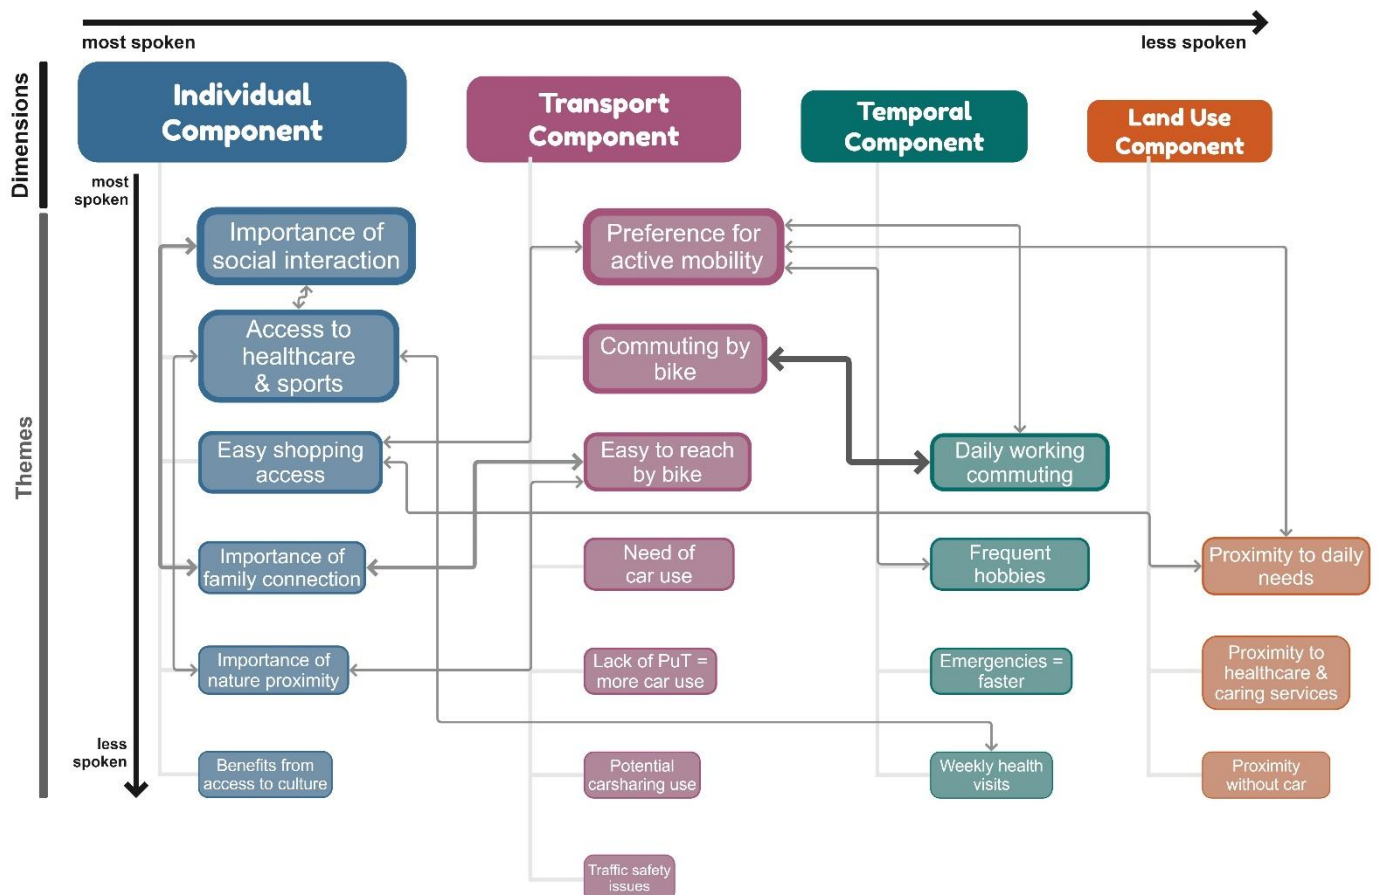 most spoken
less spoken
Dimensions
Individual
Component
Transport
Component
Temporal
Component
Land Use
Component
most
spoken
Themes
Importance of
social interaction
Access to
healthcare
& sports
Easy shopping
access
Importance of
family connection
Importance of
nature proximity
Benefits from
access to culture
less
spoken
Preference for
active mobility
Commuting by
bike
Easy to reach
by bike
Need of
car use
Lack of PuT =
more car use
Potential
carsharing use
Traffic safety
issues
Daily working
commuting
Frequent
hobbies
Emergencies =
faster
Weekly health
visits
Proximity to daily
needs
Proximity to
healthcare &
caring services
Proximity
without car